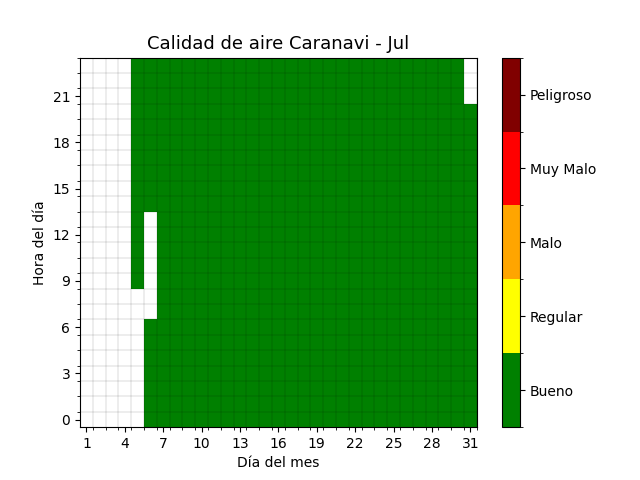 Calidad de aire Caranavi - Jul
Hora del día
21
18
15
12
9
6
3
0
1 4 7 10 13 16 19 22 25 28 31
Día del mes
Peligroso
Muy Malo
Malo
Regular
Bueno